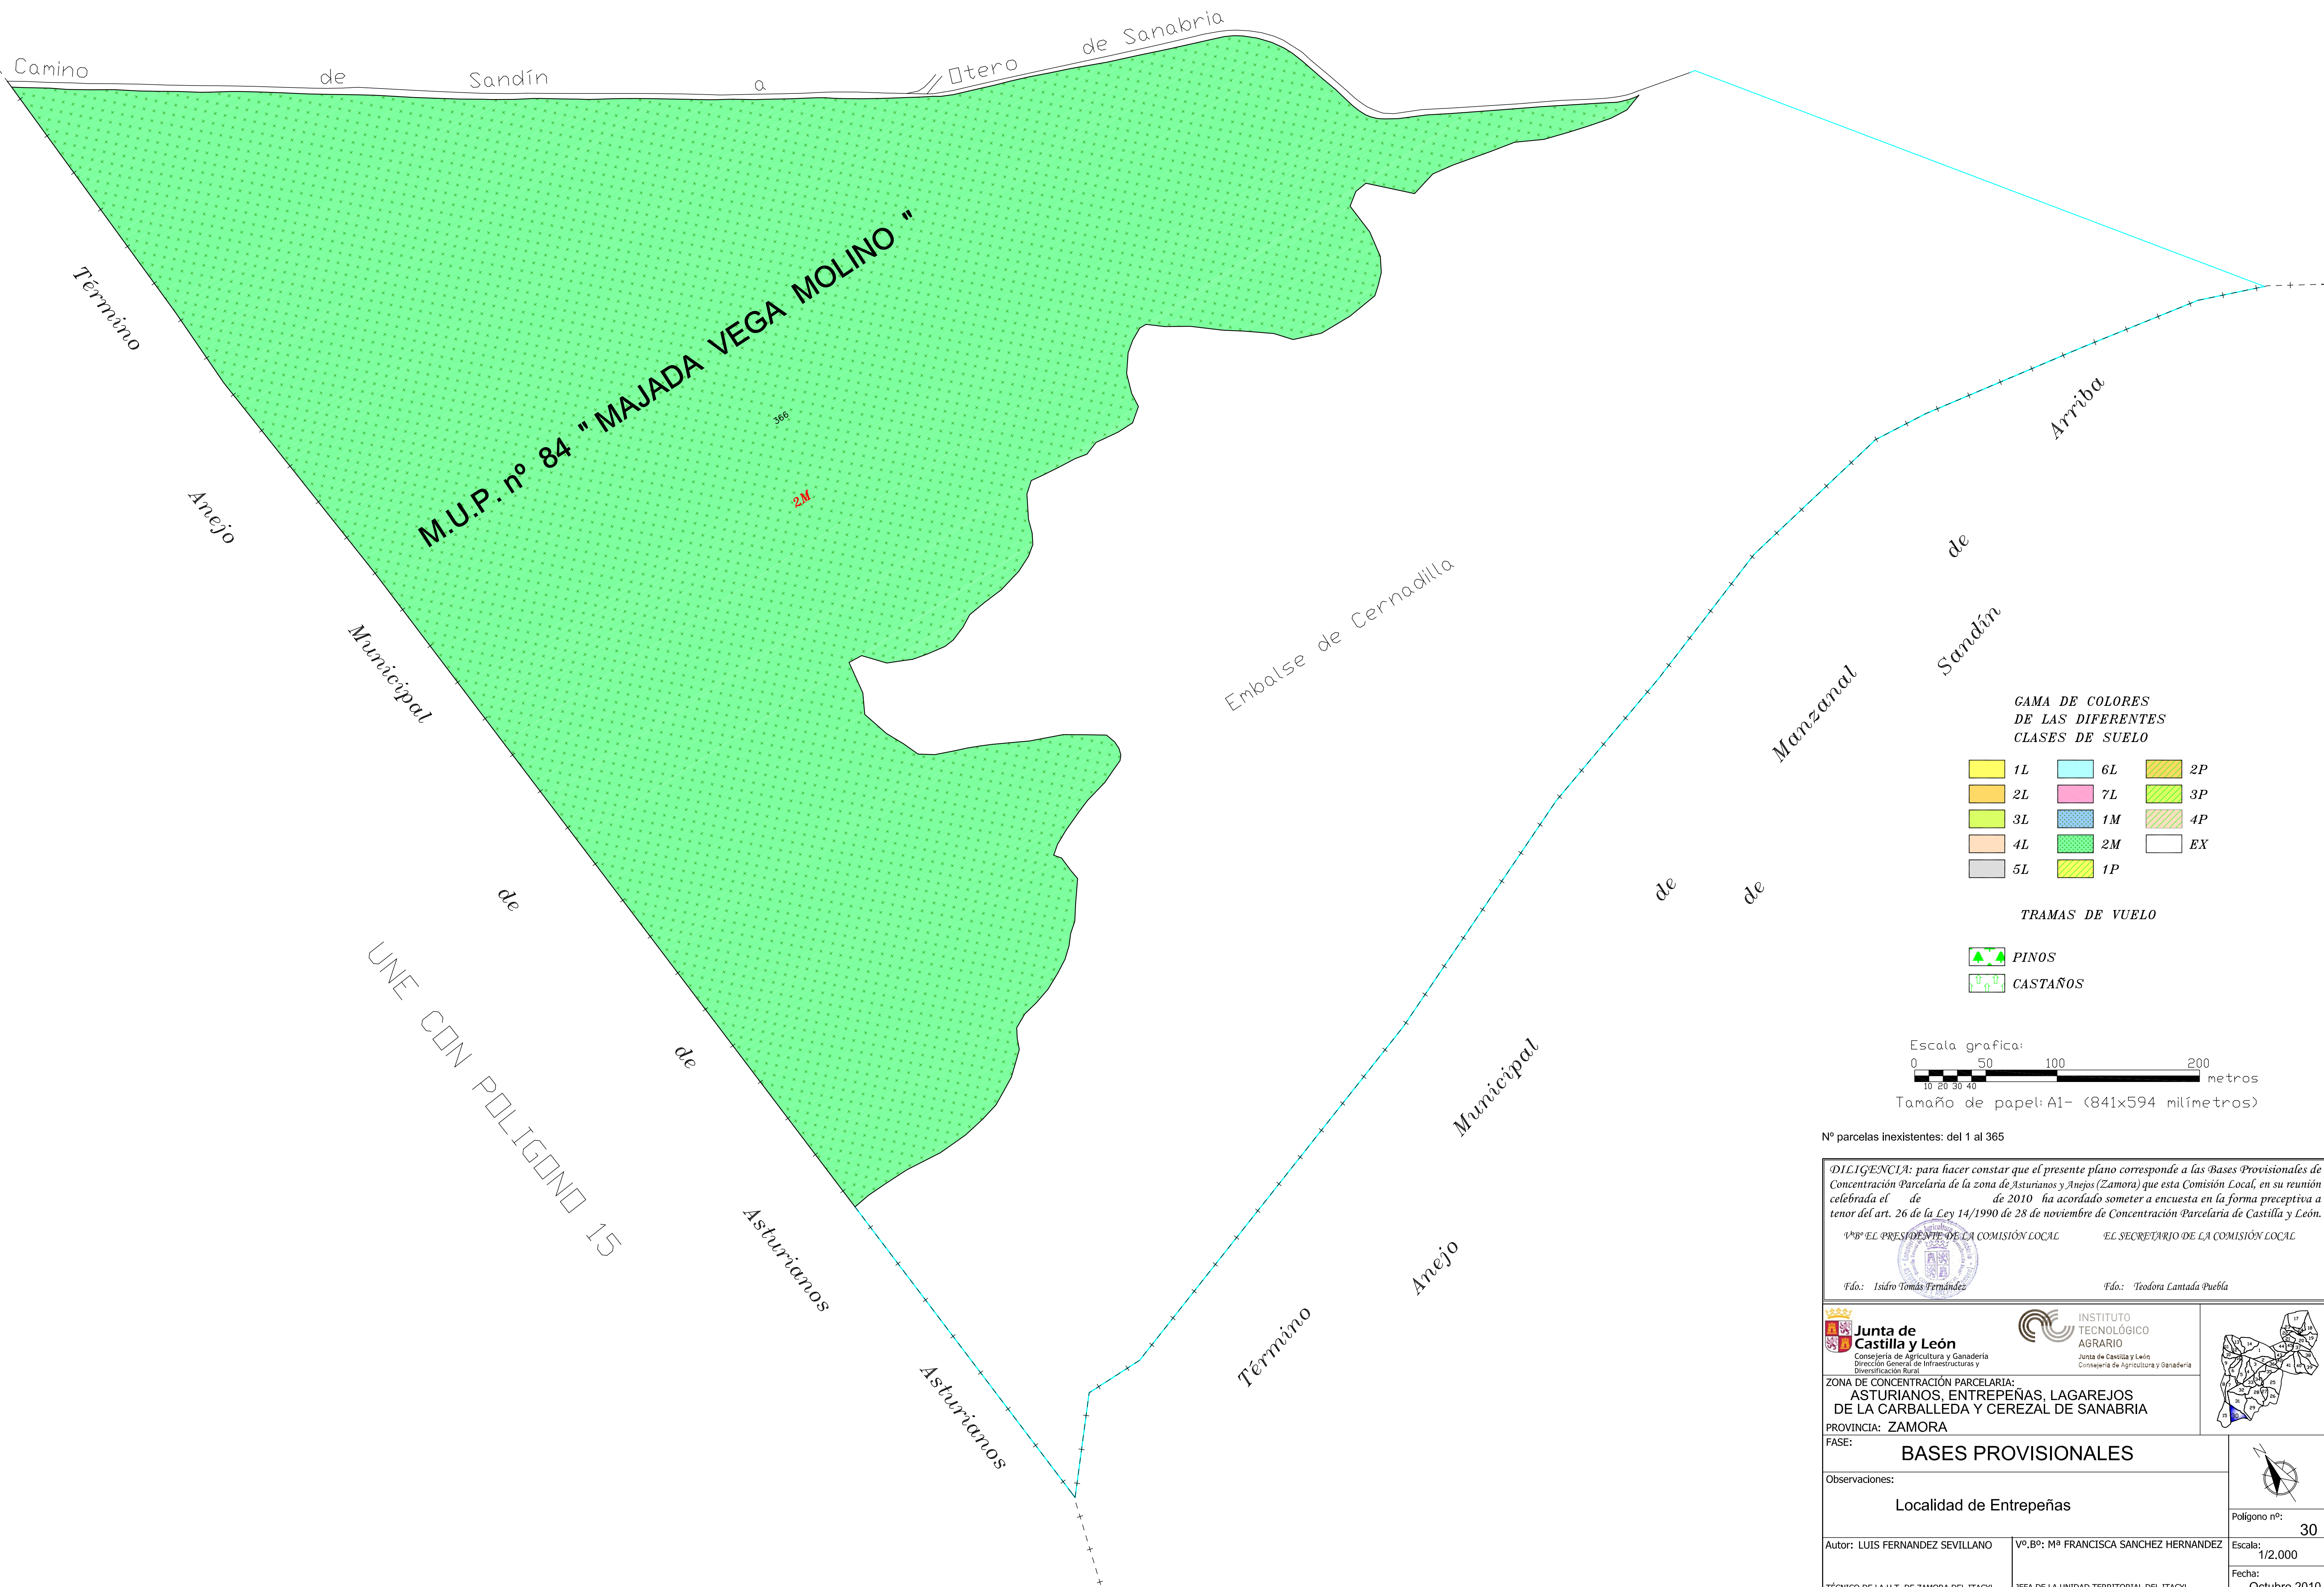 Camino de Sandín a Otero de Sanabria
Término Anejo Municipal de de Asturianos Asturianos
M.U.P. nº 84 " MAJADA VEGA MOLINO "
366
2M
Embalse de Cernadilla
UNE CON POLIGONO 15
Término Municipal de Manzanal de Arriba
Anejo de Sandín
GAMA DE COLORES
DE LAS DIFERENTES
CLASES DE SUELO
1L 6L 2P
2L 7L 3P
3L 1M 4P
4L 2M EX
5L 1P
TRAMAS DE VUELO
PINOS
CASTAÑOS
Escala grafica:
0 50 100 200
10 20 30 40 metros
Tamaño de papel: A1- (841x594 milímetros)
Nº parcelas inexistentes: del 1 al 365
DILIGENCIA: para hacer constar que el presente plano corresponde a las Bases Provisionales de
Concentración Parcelaria de la zona de Asturianos y Anejos (Zamora) que esta Comisión Local, en su reunión
celebrada el de de 2010 ha acordado someter a encuesta en la forma preceptiva a
tenor del art. 26 de la Ley 14/1990 de 28 de noviembre de Concentración Parcelaria de Castilla y León.
VºBº EL PRESIDENTE DE LA COMISIÓN LOCAL EL SECRETARIO DE LA COMISIÓN LOCAL
Fdo.: Isidro Tomás Fernández Fdo.: Teodora Lantada Puebla
Junta de
Castilla y León
Consejería de Agricultura y Ganadería
Dirección General de Infraestructuras y
Diversificación Rural
INSTITUTO
TECNOLÓGICO
AGRARIO
Junta de Castilla y León
Consejería de Agricultura y Ganadería
ZONA DE CONCENTRACIÓN PARCELARIA:
ASTURIANOS, ENTREPEÑAS, LAGAREJOS
DE LA CARBALLEDA Y CEREZAL DE SANABRIA
PROVINCIA: ZAMORA
FASE:
BASES PROVISIONALES
Observaciones:
Localidad de Entrepeñas
N
Polígono nº:
30
Autor: LUIS FERNANDEZ SEVILLANO
Vº.Bº: Mª FRANCISCA SANCHEZ HERNANDEZ
Escala:
1/2.000
Fecha:
Octubre 2010